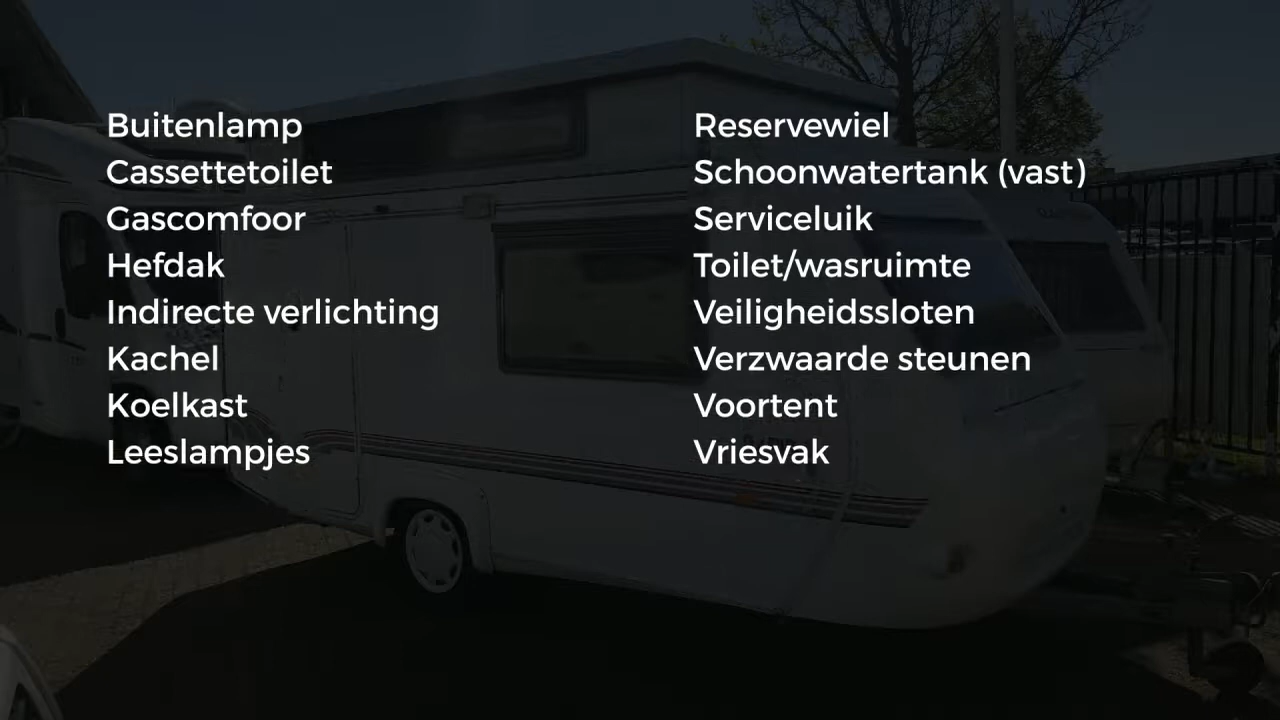 Buitenlamp
Cassettetoilet
Gascomfoor
Hefdak
Indirecte verlichting
Kachel
Koelkast
Leeslampjes
Reservewiel
Schoonwatertank (vast)
Serviceluik
Toilet/wasruimte
Veiligheidssloten
Verzwaarde steunen
Voortent
Vriesvak